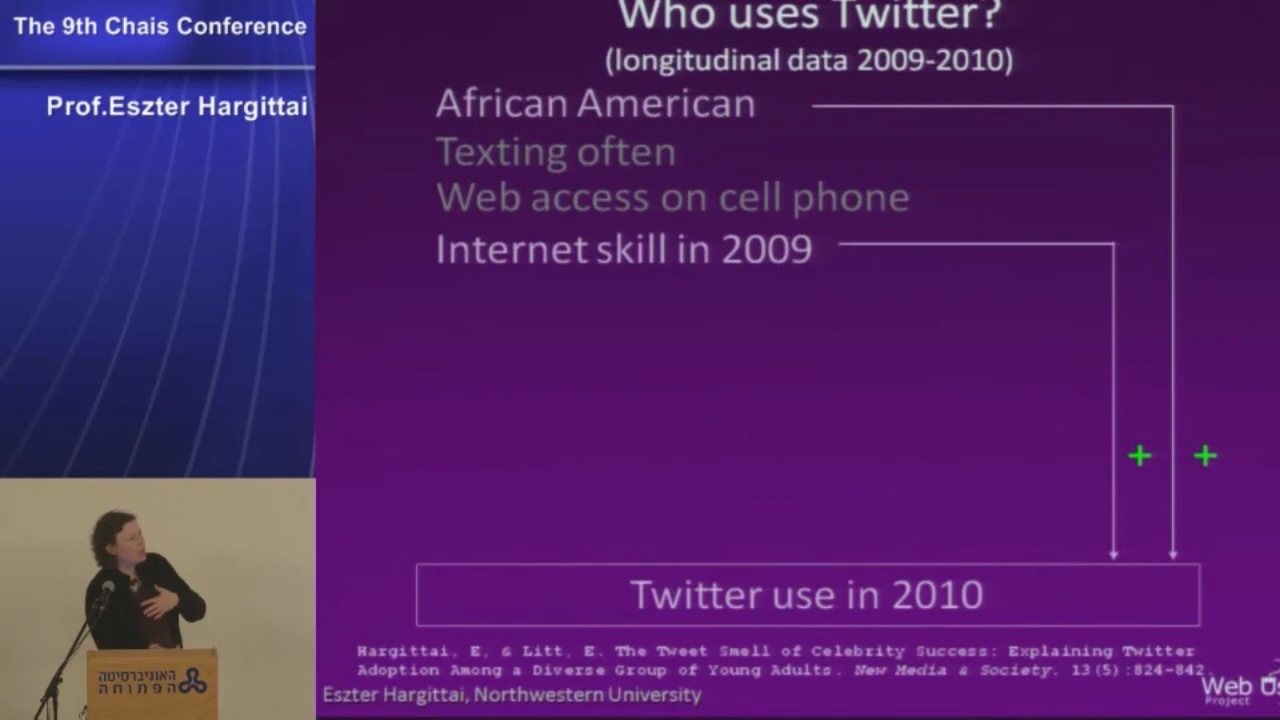 The 9th Chais Conference
Prof.Eszter Hargittai
Who uses Twitter?
(longitudinal data 2009-2010)
African American
Texting often
Web access on cell phone
Internet skill in 2009
+ +
Twitter use in 2010
Hargittai, E, & Litt, E. The Tweet Smell of Celebrity Success: Explaining Twitter
Adoption Among a Diverse Group of Young Adults. New Media & Society. 13(5):824-842.
Eszter Hargittai, Northwestern University
Web Us
Project
האוניברסיטה
הפתוחה